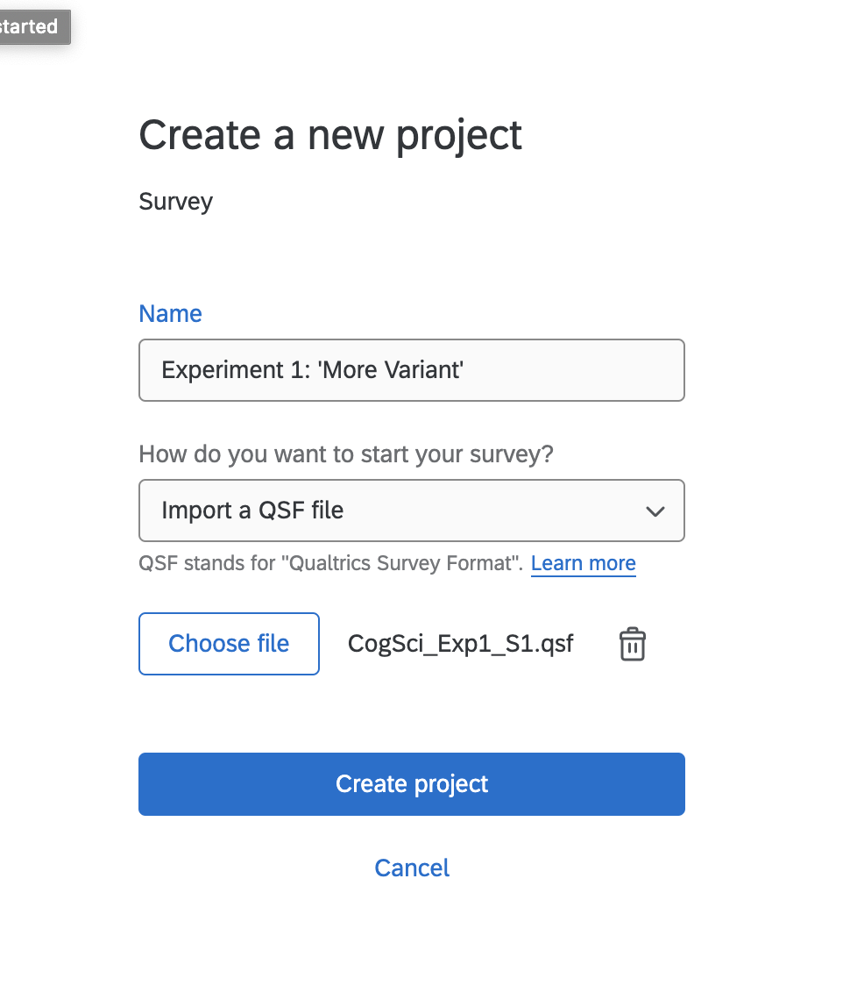 started
Create a new project
Survey
Name
Experiment 1: 'More Variant'
How do you want to start your survey?
Import a QSF file
QSF stands for "Qualtrics Survey Format". Learn more
Choose file CogSci_Exp1_S1.qsf
Create project
Cancel